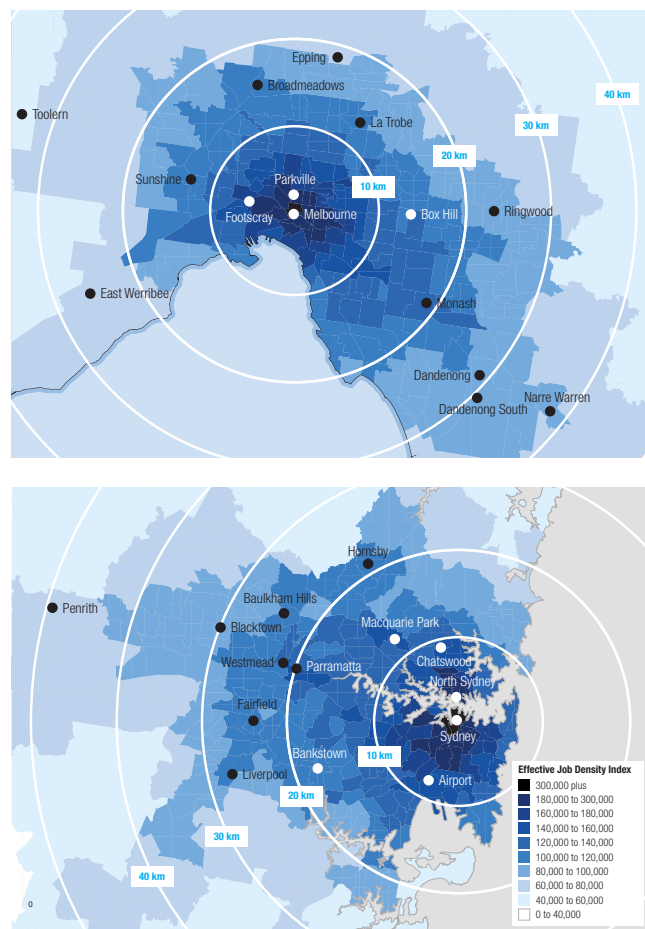 Epping
Broadmeadows
40 km
Toolern
La Trobe
30 km
20 km
Sunshine
Parkville
10 km
Footscray
Melbourne
Box Hill
Ringwood
East Werribee
Monash
Dandenong
Narre Warren
Dandenong South
Hornsby
Baulkham Hills
Penrith
Blacktown
Macquarie Park
Chatswood
Westmead
Parramatta
North Sydney
Fairfield
Sydney
Bankstown
10 km
Liverpool
Airport
20 km
30 km
40 km
0
Effective Job Density Index
300,000 plus
180,000 to 300,000
160,000 to 180,000
140,000 to 160,000
120,000 to 140,000
100,000 to 120,000
80,000 to 100,000
60,000 to 80,000
40,000 to 60,000
0 to 40,000